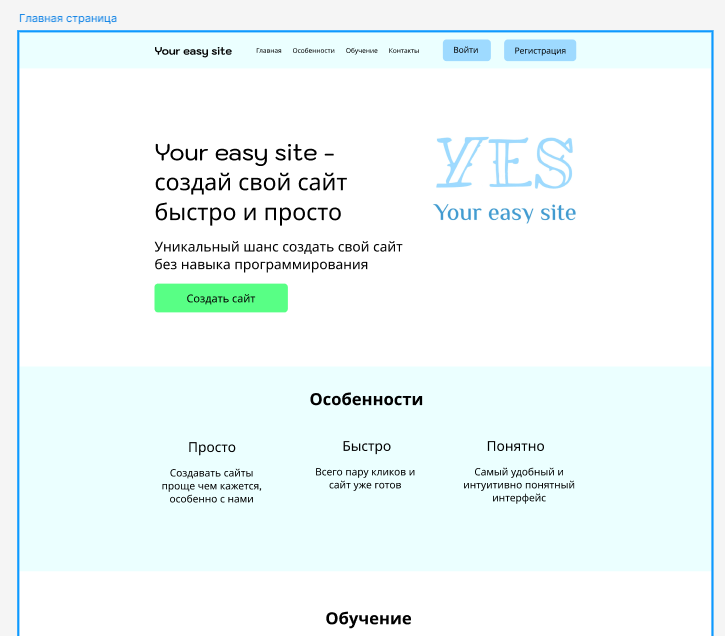 Главная страница
Your easy site Главная Особенности Обучение Контакты Войти Регистрация
Your easy site -
создай свой сайт
быстро и просто
YES
Your easy site
Уникальный шанс создать свой сайт
без навыка программирования
Создать сайт
Особенности
Просто
Создавать сайты
проще чем кажется,
особенно с нами
Быстро
Всего пару кликов и
сайт уже готов
Понятно
Самый удобный и
интуитивно понятный
интерфейс
Обучение